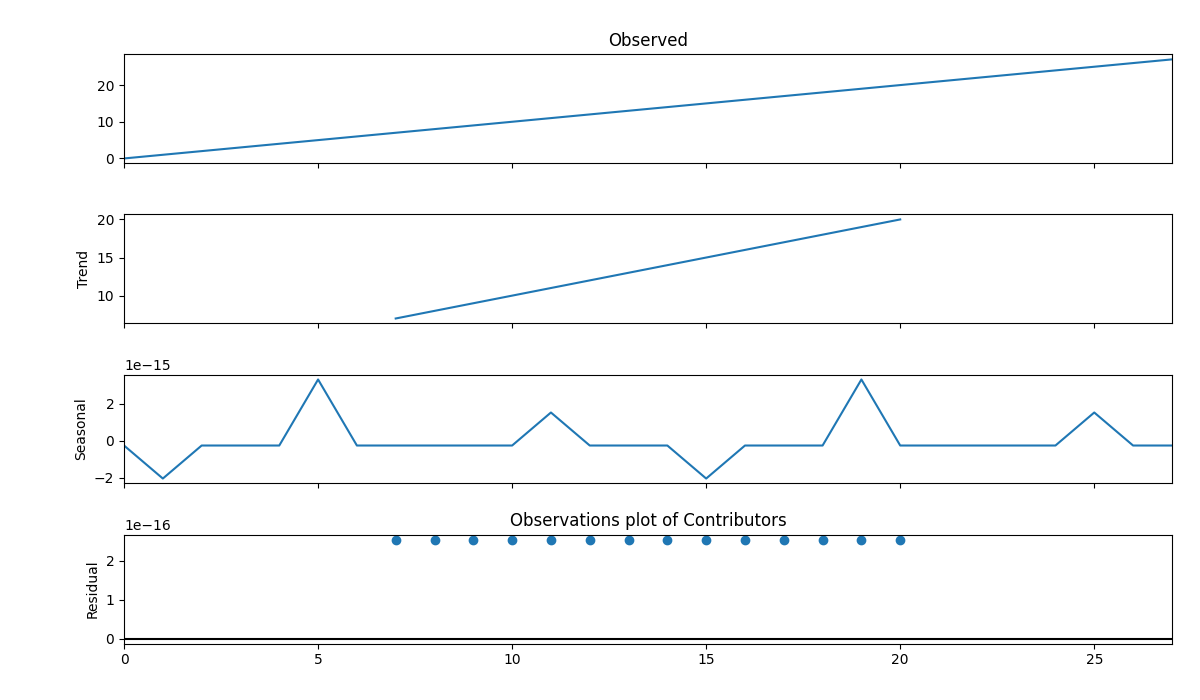 Observed
20
10
0
Trend
20
15
10
1e−15
Seasonal
2
0
−2
1e−16
Observations plot of Contributors
Residual
2
1
0
0 5 10 15 20 25